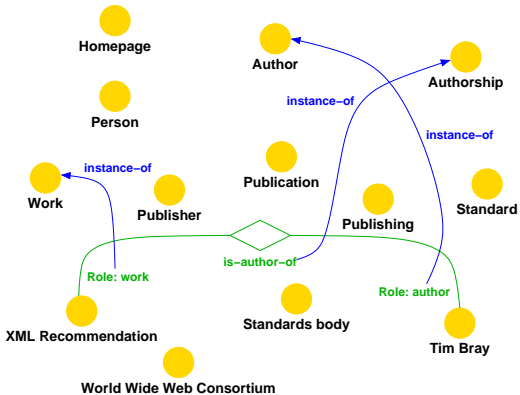 Homepage
Author
Authorship
instance-of
Person
instance-of
instance-of
Publication
Work
Publisher
Standard
Publishing
is-author-of
Role: work
Role: author
XML Recommendation
Standards body
Tim Bray
World Wide Web Consortium